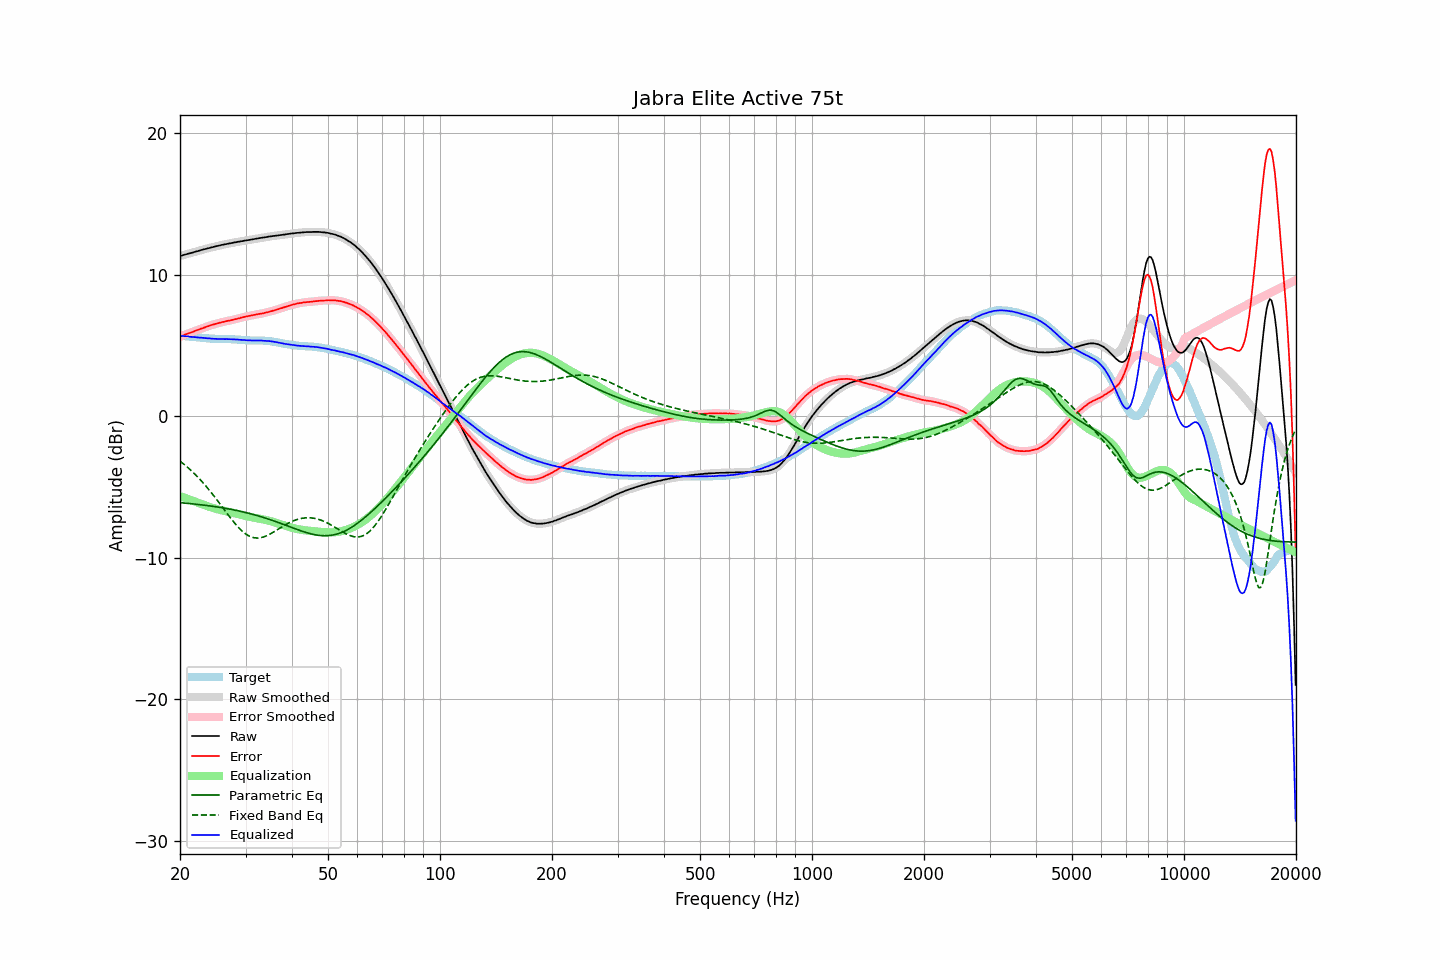 Jabra Elite Active 75t
20
10
0
−10
−20
−30
Amplitude (dBr)
Target
Raw Smoothed
Error Smoothed
Raw
Error
Equalization
Parametric Eq
Fixed Band Eq
Equalized
20
50
100
200
500
1000
2000
5000
10000
20000
Frequency (Hz)